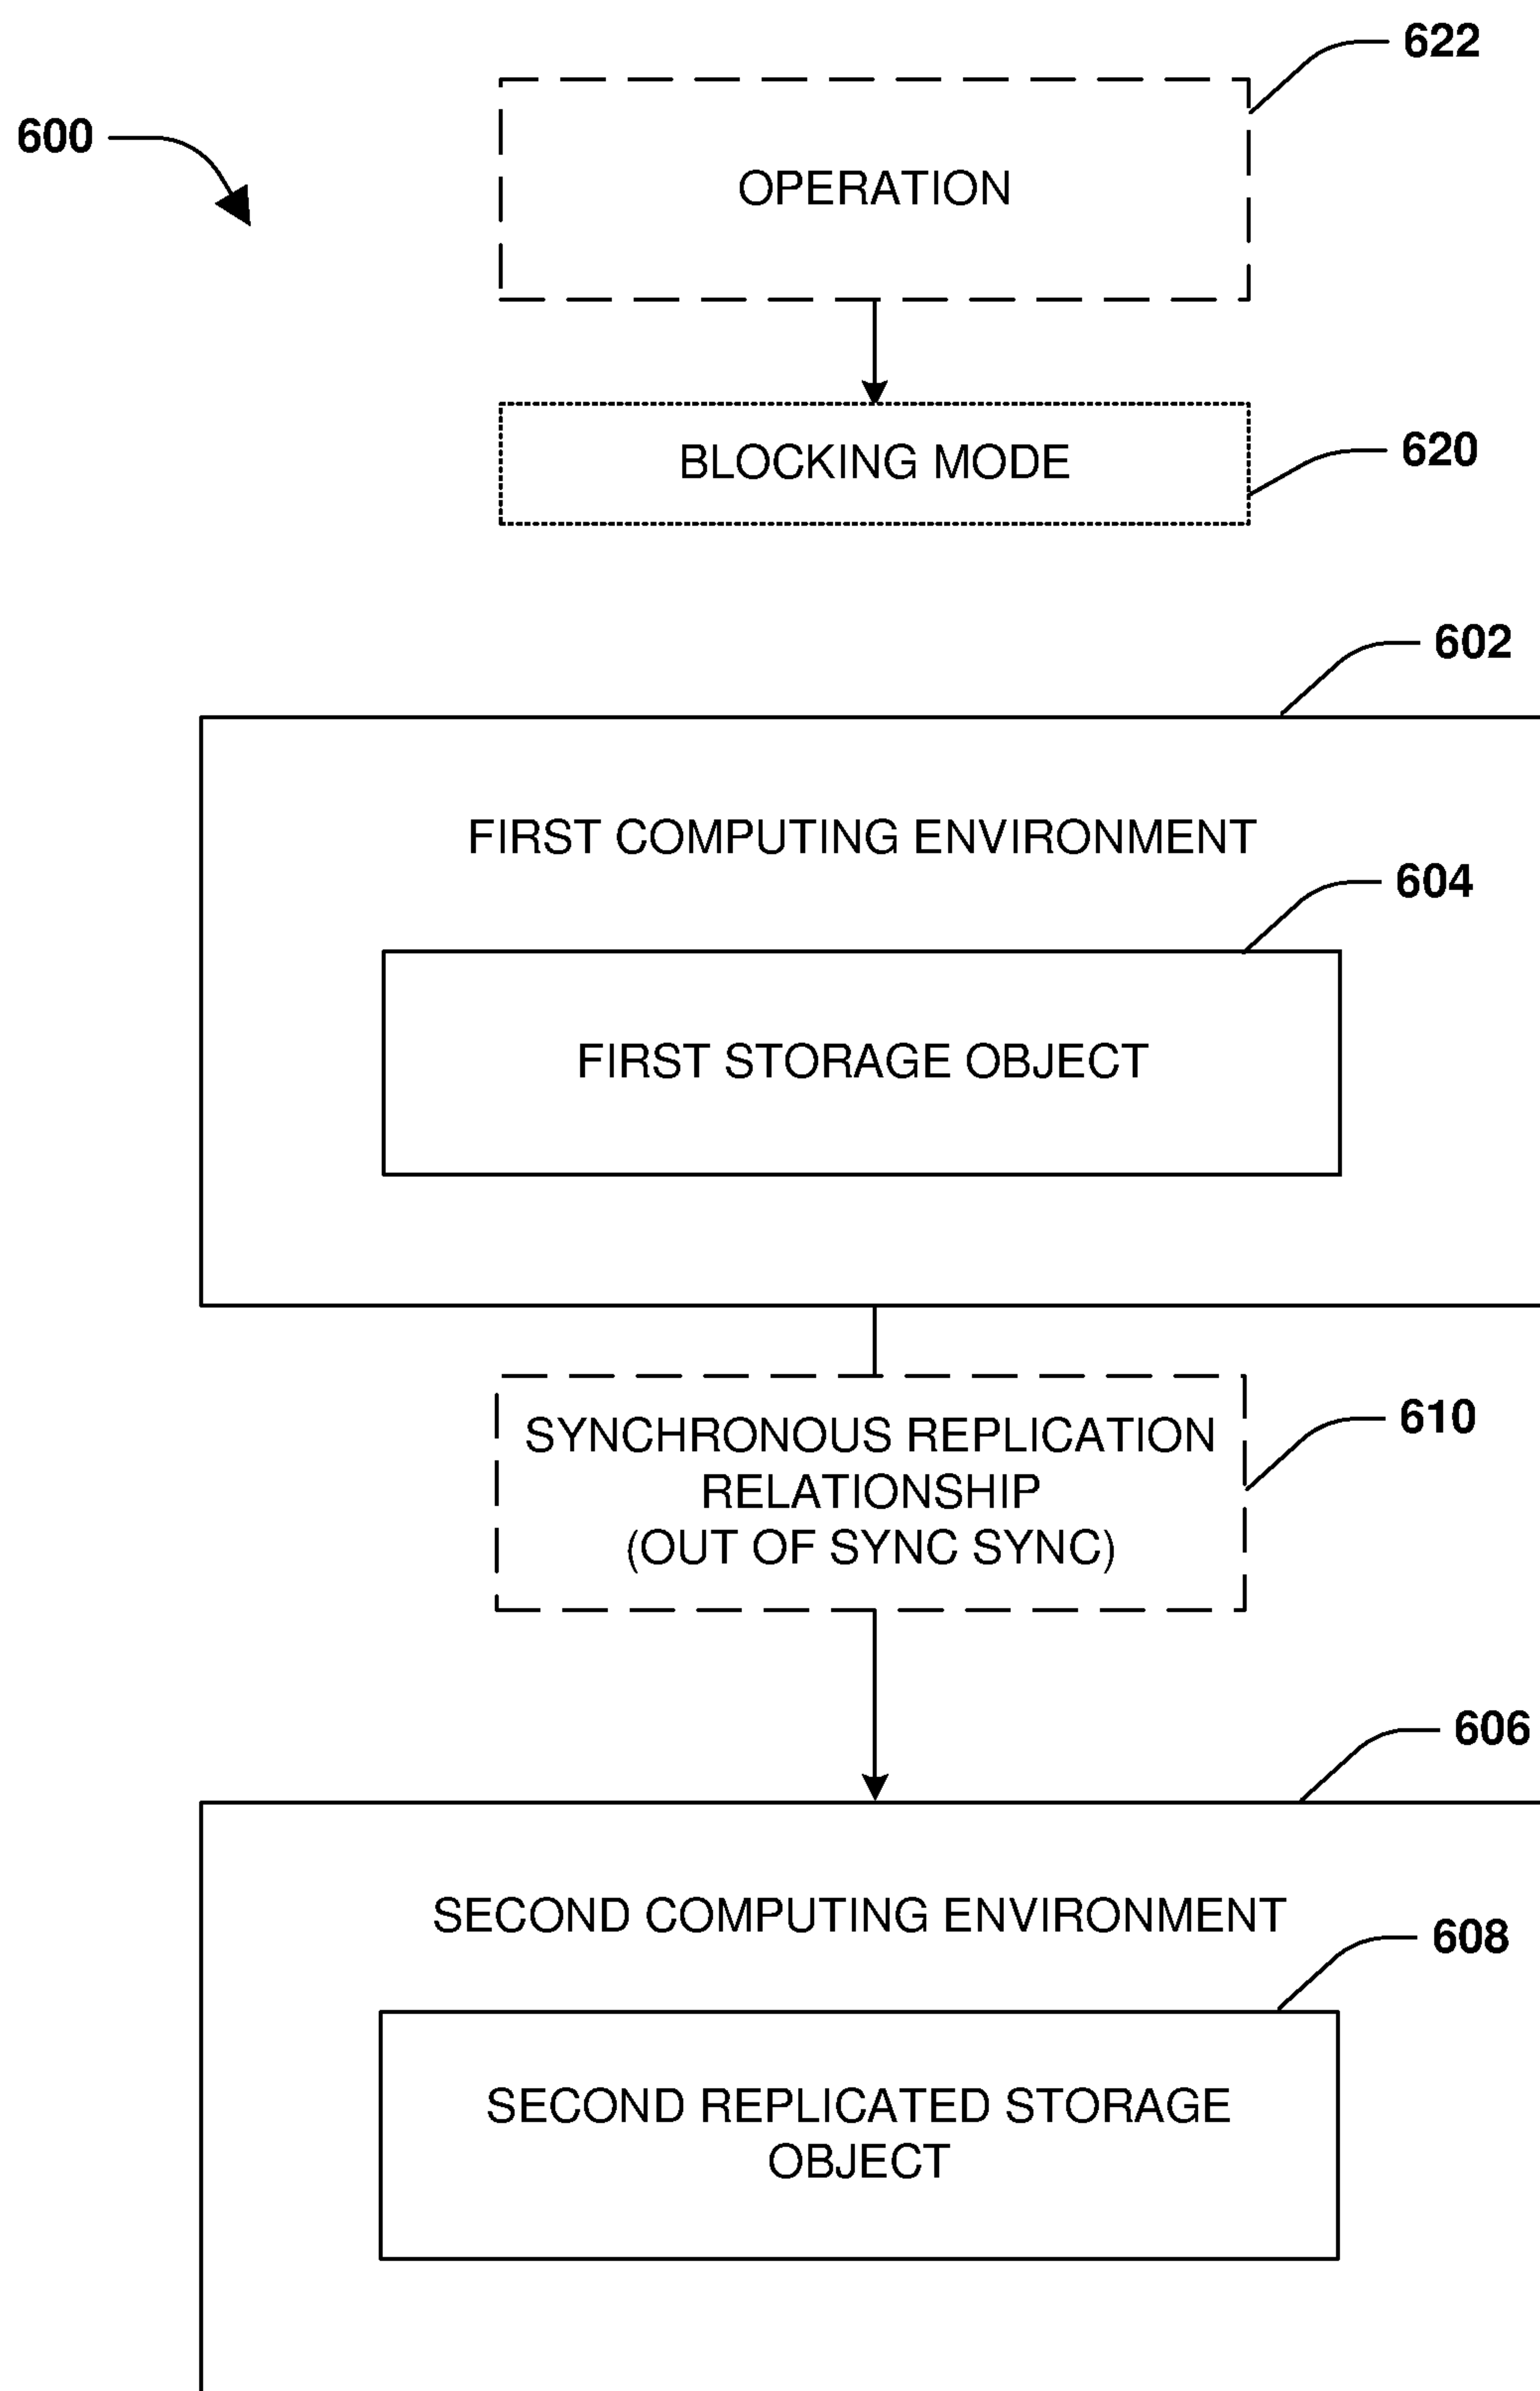 622
600
OPERATION
BLOCKING MODE
620
602
FIRST COMPUTING ENVIRONMENT
604
FIRST STORAGE OBJECT
SYNCHRONOUS REPLICATION
RELATIONSHIP
(OUT OF SYNC SYNC)
610
606
SECOND COMPUTING ENVIRONMENT
608
SECOND REPLICATED STORAGE
OBJECT